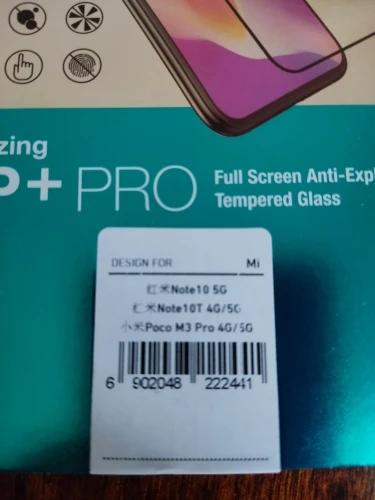 zing
P+ PRO
Full Screen Anti-Expl
Tempered Glass
DESIGN FOR Mi
红米Note10 5G
红米Note10T 4G/5G
小米Poco M3 Pro 4G/5G
6 902048 222441